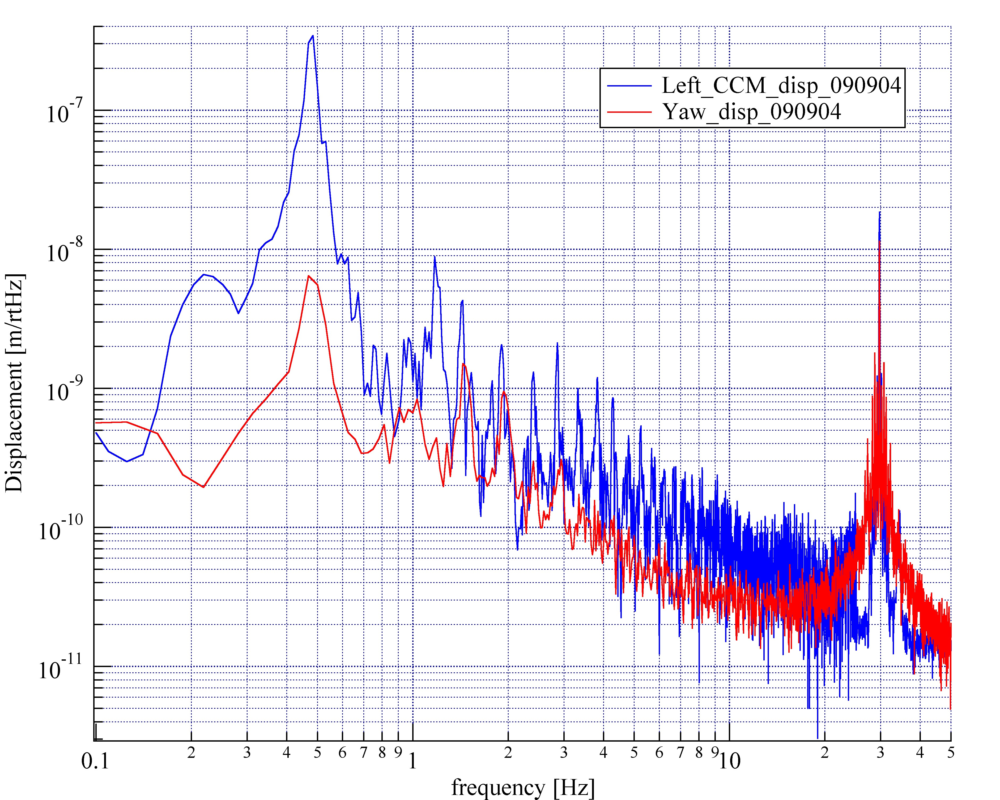 Left_CCM_disp_090904
Yaw_disp_090904
Displacement [m/rtHz]
10-7
10-8
10-9
10-10
10-11
2 3 4 5 6 7 8 9 2 3 4 5 6 7 8 9 2 3 4 5
0.1 1 10
frequency [Hz]